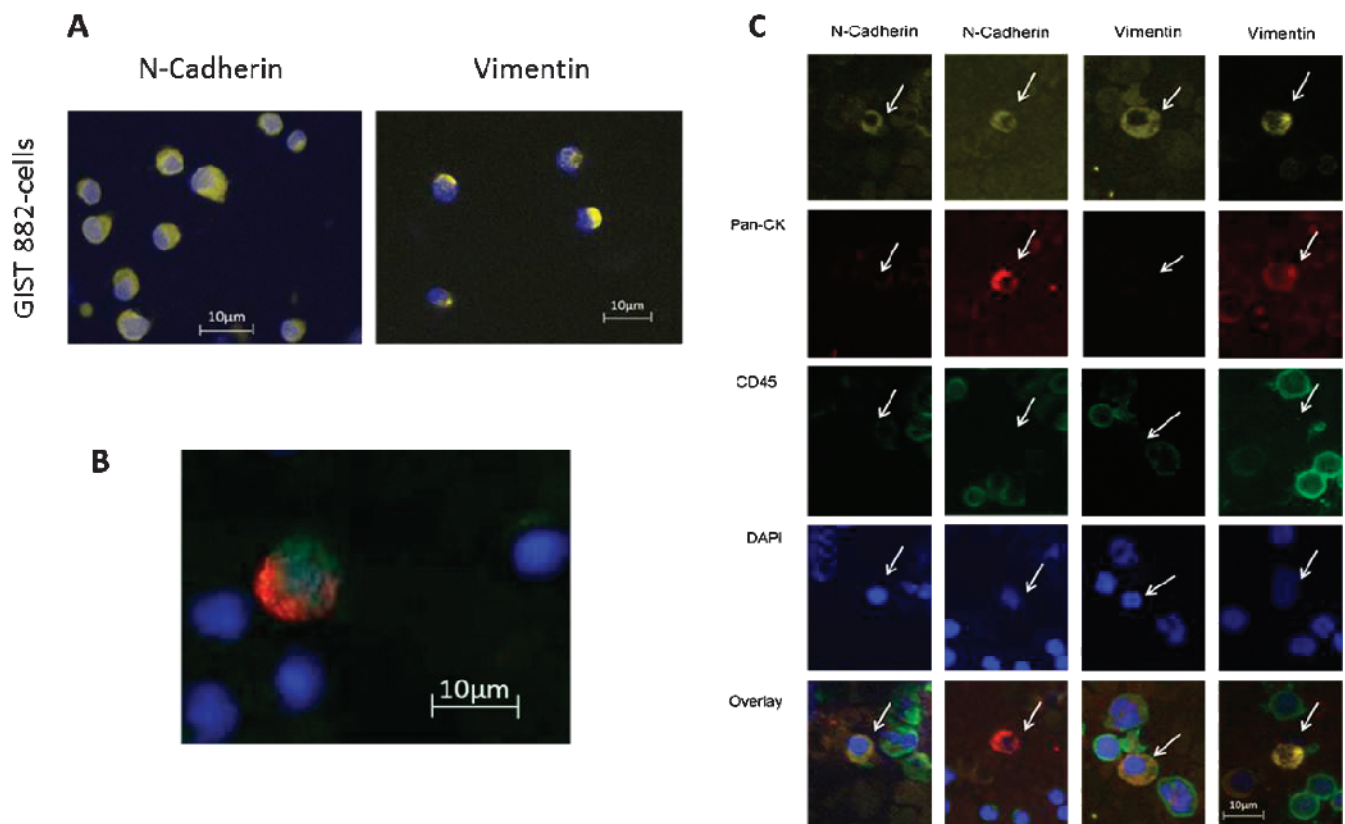 A
N-Cadherin
Vimentin
GIST 882-cells
10µm
10µm
B
10µm
C
N-Cadherin
N-Cadherin
Vimentin
Vimentin
Pan-CK
CD45
DAPI
Overlay
10µm